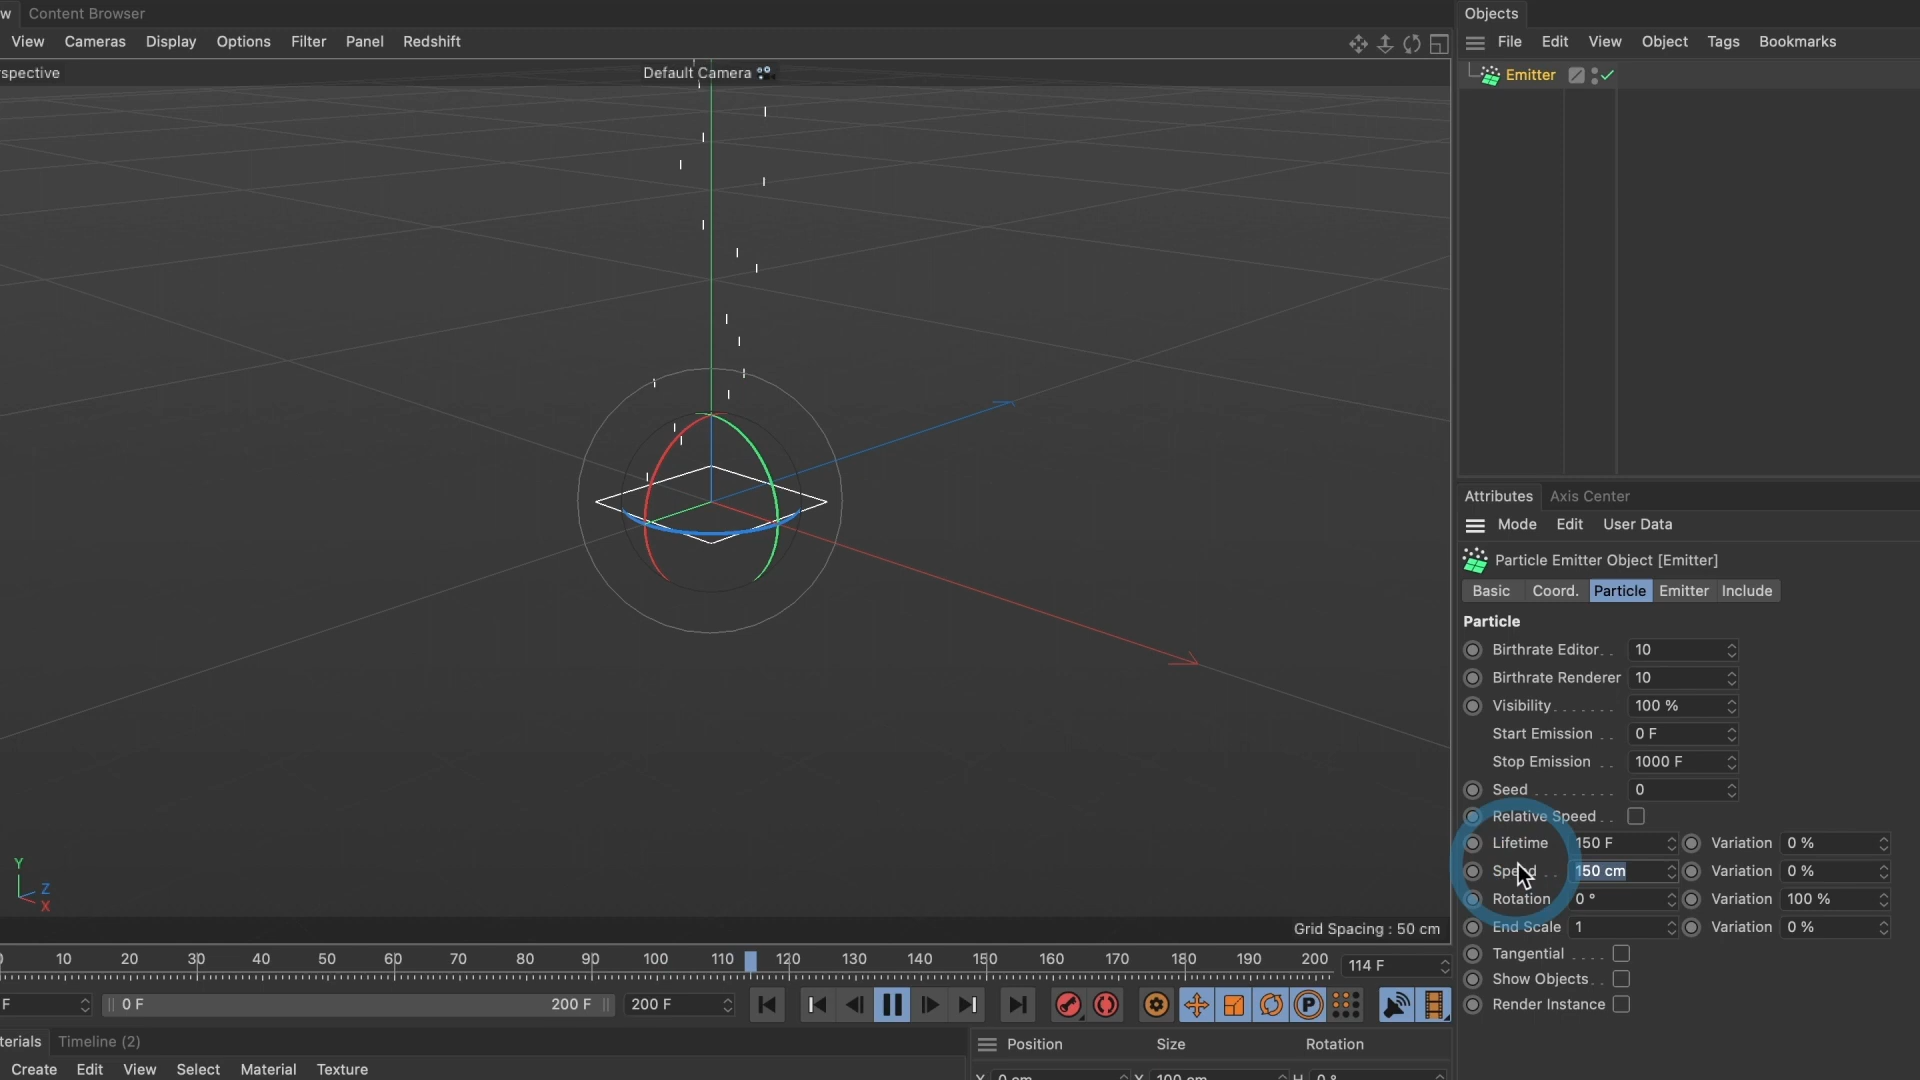 w Content Browser
View Cameras Display Options Filter Panel Redshift
spective
Default Camera
Objects
File Edit View Object Tags Bookmarks
Emitter
Attributes Axis Center
Mode Edit User Data
Particle Emitter Object [Emitter]
Basic Coord. Particle Emitter Include
Particle
Birthrate Editor. . 10
Birthrate Renderer 10
Visibility. . . . . . . 100 %
Start Emission . . 0 F
Stop Emission . . 1000 F
Seed . . . . . . . . . 0
Relative Speed . .
Lifetime 150 F Variation 0 %
Speed . . 150 cm Variation 0 %
Rotation 0 ° Variation 100 %
End Scale 1 Variation 0 %
Tangential . . . .
Show Objects. .
Render Instance
Y
Z
X
Grid Spacing : 50 cm
10 20 30 40 50 60 70 80 90 100 110 120 130 140 150 160 170 180 190 200 114 F
F 0 F 200 F 200 F
P
terials Timeline (2)
Create Edit View Select Material Texture
Position Size Rotation
X 0 cm Y 100 cm H 0 °